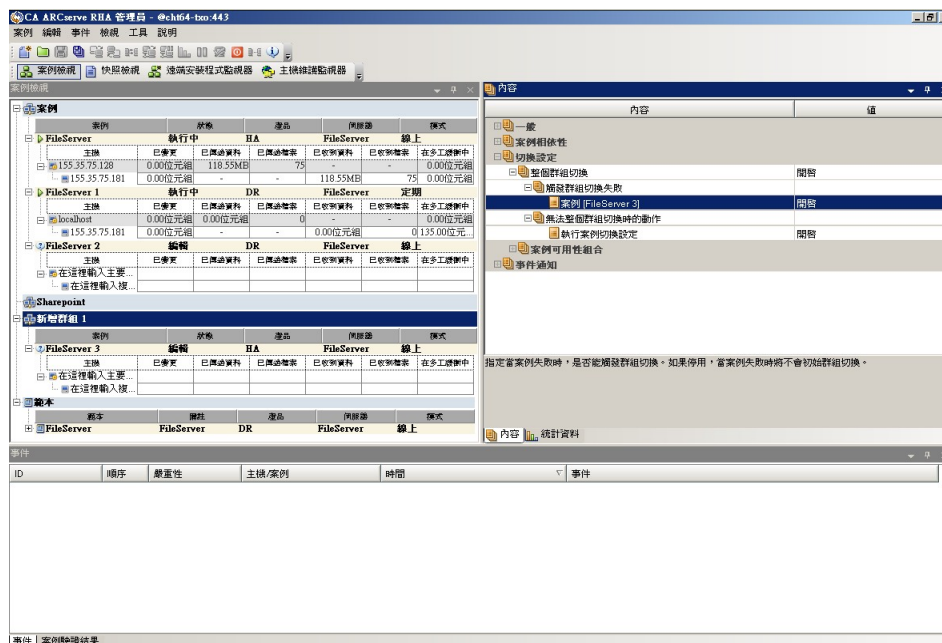 CA ARCserve RHA 管理員 - @cht64-txo:443
案例 編輯 事件 檢視 工具 說明
案例檢視 快照檢視 遠端安裝程式監視器 主機維護監視器
案例檢視
案例
案例 狀態 產品 伺服器 模式
FileServer 執行中 HA FileServer 線上
主機 已變更 已傳送資料 已傳送檔案 已收到資料 已收到檔案 在多工緩衝中
155.35.75.128 0.00位元組 118.55MB 75 - - 0.00位元組
155.35.75.181 0.00位元組 - - 118.55MB 75 0.00位元組
FileServer 1 執行中 DR FileServer 定期
主機 已變更 已傳送資料 已傳送檔案 已收到資料 已收到檔案 在多工緩衝中
localhost 0.00位元組 0.00位元組 0 - - 0.00位元組
155.35.75.181 0.00位元組 - - 0.00位元組 0 135.00位元...
FileServer 2 編輯 DR FileServer 線上
主機 已變更 已傳送資料 已傳送檔案 已收到資料 已收到檔案 在多工緩衝中
在這裡輸入主要...
在這裡輸入複...
Sharepoint
新增群組 1
案例 狀態 產品 伺服器 模式
FileServer 3 編輯 HA FileServer 線上
主機 已變更 已傳送資料 已傳送檔案 已收到資料 已收到檔案 在多工緩衝中
在這裡輸入主要...
在這裡輸入複...
範本
範本 備註 產品 伺服器 模式
FileServer FileServer DR FileServer 線上
內容
內容 值
一般
案例相依性
切換設定
整個群組切換 開啟
觸發群組切換失敗
案例 [FileServer 3] 開啟
無法整個群組切換時的動作
執行案例切換設定 開啟
案例可用性組合
事件通知
指定當案例失敗時，是否能觸發群組切換。如果停用，當案例失敗時將不會初始群組切換。
內容 統計資料
事件
ID 順序 嚴重性 主機/案例 時間 事件
事件 案例驗證結果